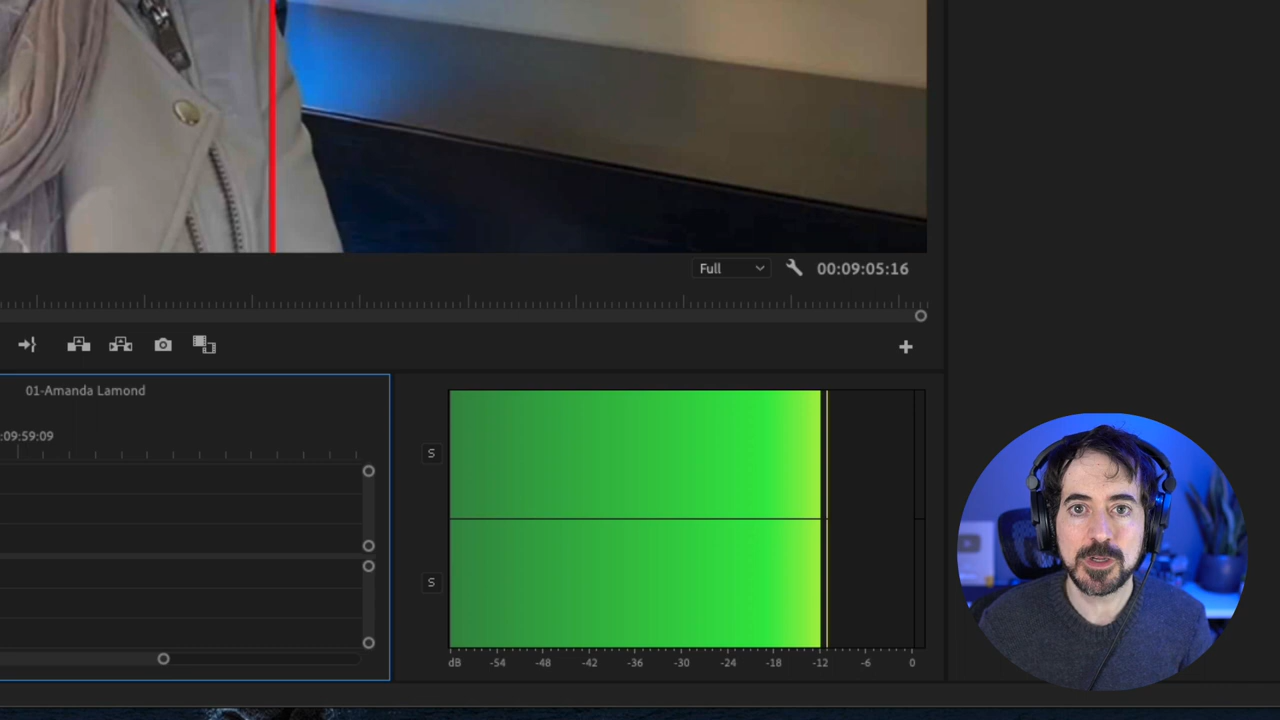 Full
00:09:05:16
01-Amanda Lamond
:09:59:09
S
S
dB -54 -48 -42 -36 -30 -24 -18 -12 -6 0